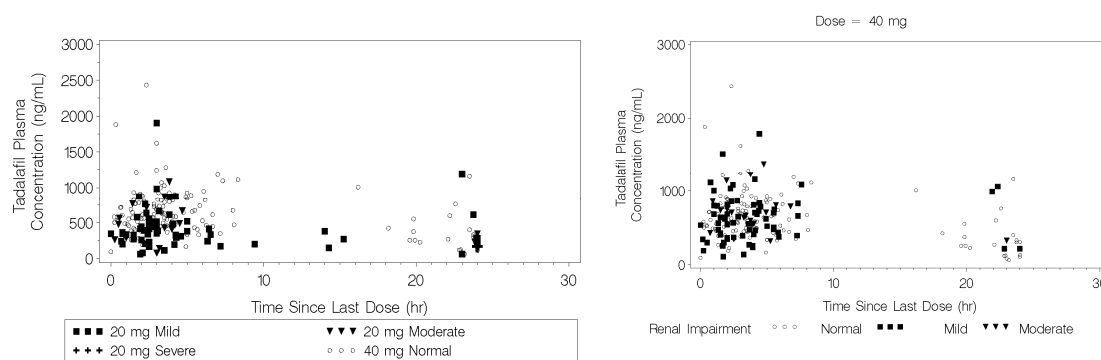 3000
2500
2000
1500
1000
500
0
Tadalafil Plasma
Concentration (ng/mL)
0 10 20 30
Time Since Last Dose (hr)
20 mg Mild 20 mg Moderate
20 mg Severe 40 mg Normal
Dose = 40 mg
3000
2000
1000
0
Tadalafil Plasma
Concentration (ng/mL)
0 10 20 30
Time Since Last Dose (hr)
Renal Impairment Normal Mild Moderate